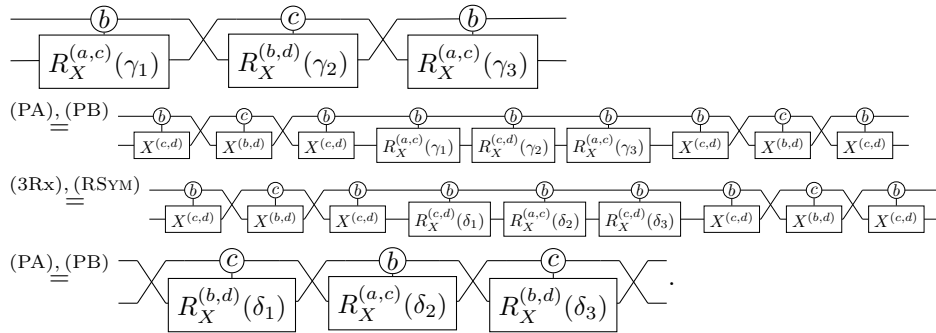 b c b
R_X^{(a,c)}(γ_1) R_X^{(b,d)}(γ_2) R_X^{(a,c)}(γ_3)
(PA),(PB)
=
b c b b b b b c b
X^{(c,d)} X^{(b,d)} X^{(c,d)} R_X^{(a,c)}(γ_1) R_X^{(c,d)}(γ_2) R_X^{(a,c)}(γ_3) X^{(c,d)} X^{(b,d)} X^{(c,d)}
(3Rx),(RSYM)
=
b c b b b b b c b
X^{(c,d)} X^{(b,d)} X^{(c,d)} R_X^{(c,d)}(δ_1) R_X^{(a,c)}(δ_2) R_X^{(c,d)}(δ_3) X^{(c,d)} X^{(b,d)} X^{(c,d)}
(PA),(PB)
=
c b c
R_X^{(b,d)}(δ_1) R_X^{(a,c)}(δ_2) R_X^{(b,d)}(δ_3) .